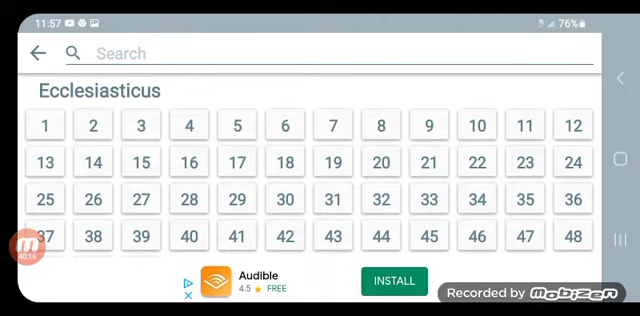 11:57 76%
Search
Ecclesiasticus
1 2 3 4 5 6 7 8 9 10 11 12
13 14 15 16 17 18 19 20 21 22 23 24
25 26 27 28 29 30 31 32 33 34 35 36
37 38 39 40 41 42 43 44 45 46 47 48
40:16
Audible
4.5 FREE
INSTALL
Recorded by MOBIZEN